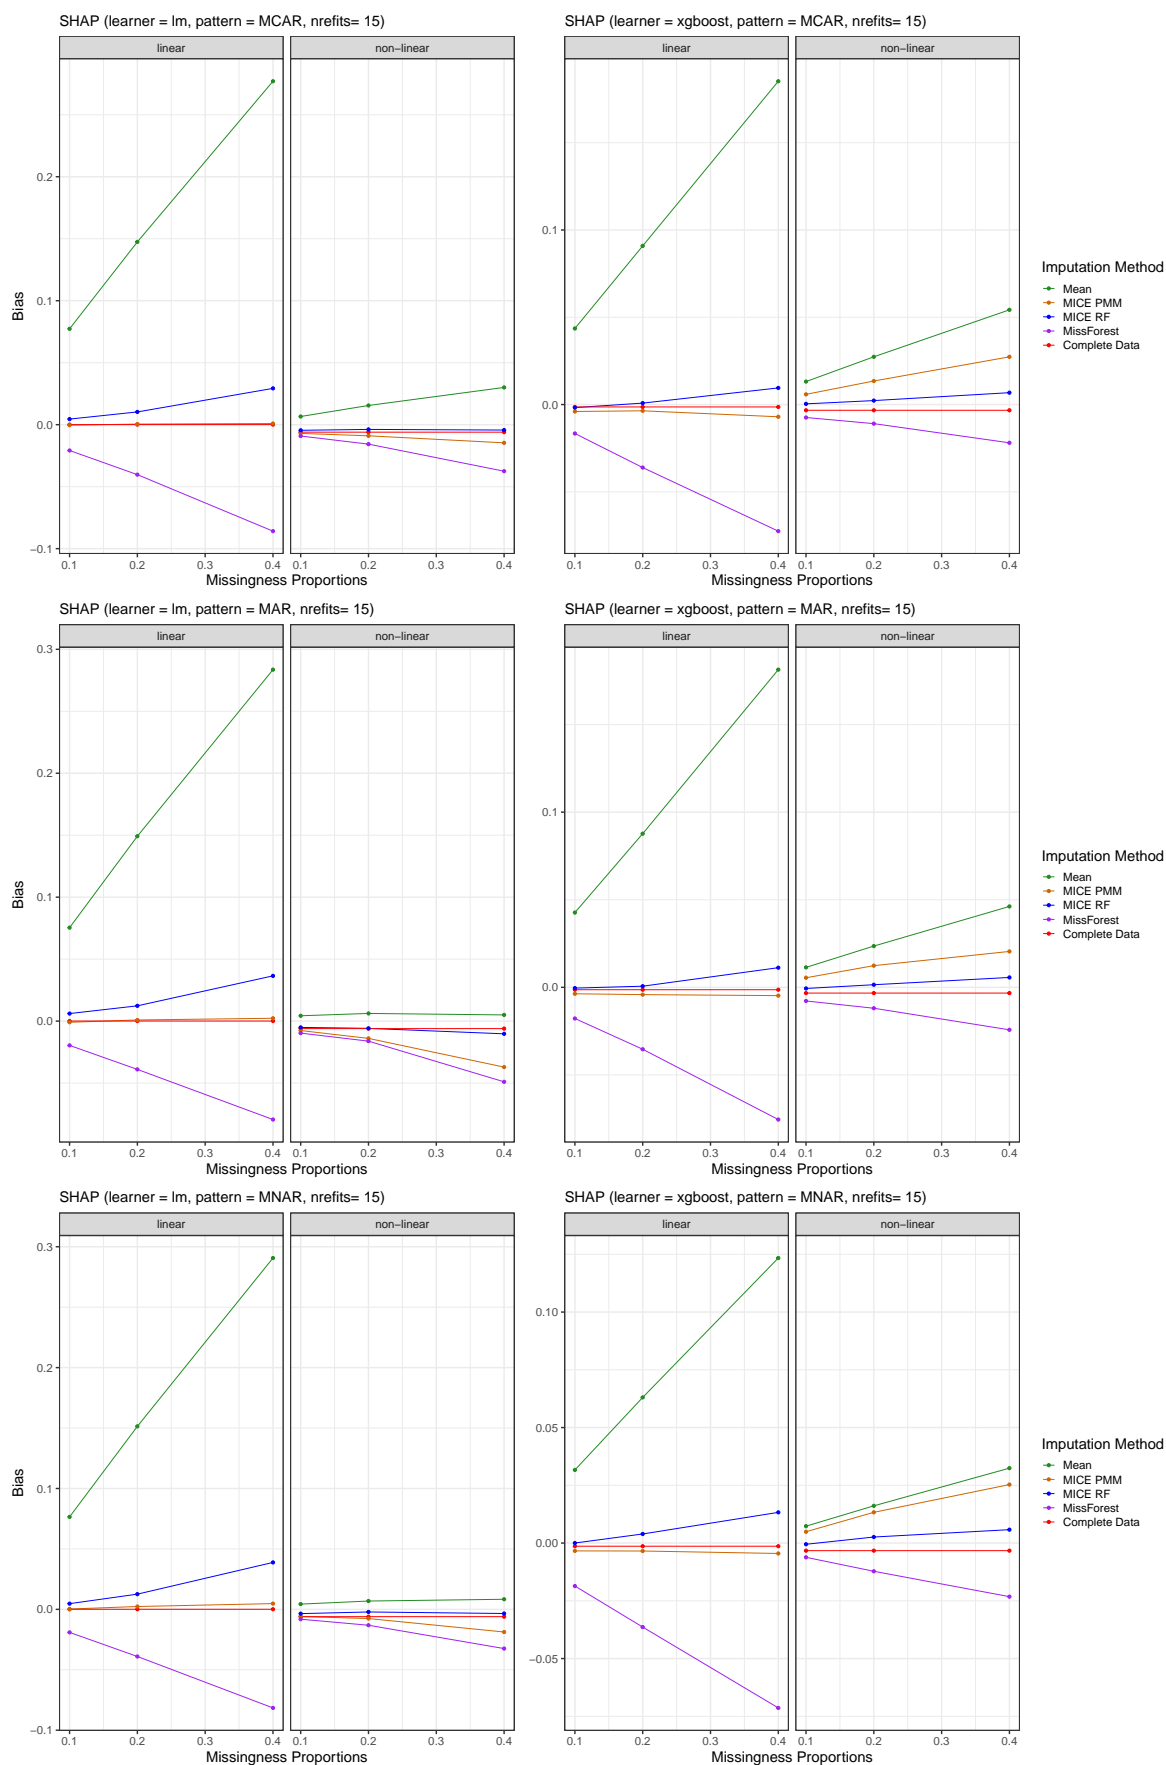 SHAP (learner = lm, pattern = MCAR, nrefits= 15)
SHAP (learner = xgboost, pattern = MCAR, nrefits= 15)
linear
non−linear
linear
non−linear
0.2
0.1
0.0
−0.1
Bias
0.1
0.0
0.1 0.2 0.3 0.4
0.1 0.2 0.3 0.4
0.1 0.2 0.3 0.4
0.1 0.2 0.3 0.4
Missingness Proportions
Missingness Proportions
Imputation Method
Mean
MICE PMM
MICE RF
MissForest
Complete Data
SHAP (learner = lm, pattern = MAR, nrefits= 15)
SHAP (learner = xgboost, pattern = MAR, nrefits= 15)
linear
non−linear
linear
non−linear
0.3
0.2
0.1
0.0
Bias
0.1
0.0
0.1 0.2 0.3 0.4
0.1 0.2 0.3 0.4
0.1 0.2 0.3 0.4
0.1 0.2 0.3 0.4
Missingness Proportions
Missingness Proportions
Imputation Method
Mean
MICE PMM
MICE RF
MissForest
Complete Data
SHAP (learner = lm, pattern = MNAR, nrefits= 15)
SHAP (learner = xgboost, pattern = MNAR, nrefits= 15)
linear
non−linear
linear
non−linear
0.3
0.2
0.1
0.0
−0.1
Bias
0.10
0.05
0.00
−0.05
0.1 0.2 0.3 0.4
0.1 0.2 0.3 0.4
0.1 0.2 0.3 0.4
0.1 0.2 0.3 0.4
Missingness Proportions
Missingness Proportions
Imputation Method
Mean
MICE PMM
MICE RF
MissForest
Complete Data